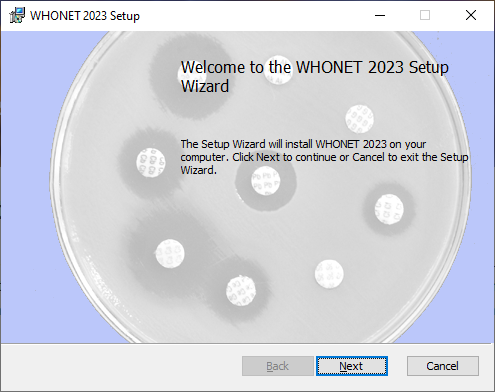 WHONET 2023 Setup
Welcome to the WHONET 2023 Setup
Wizard
The Setup Wizard will install WHONET 2023 on your
computer. Click Next to continue or Cancel to exit the Setup
Wizard.
Back
Next
Cancel